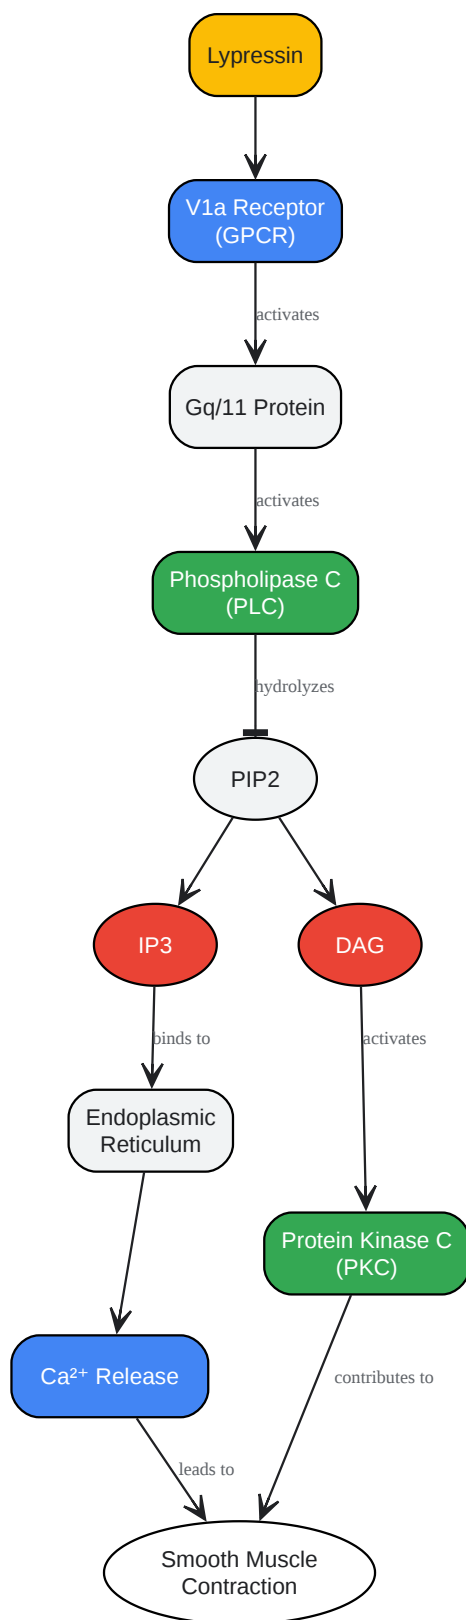 Lypressin
V1a Receptor
(GPCR)
activates
Gq/11 Protein
activates
Phospholipase C
(PLC)
hydrolyzes
PIP2
IP3
DAG
binds to
activates
Endoplasmic
Reticulum
Protein Kinase C
(PKC)
Ca²⁺ Release
contributes to
leads to
Smooth Muscle
Contraction